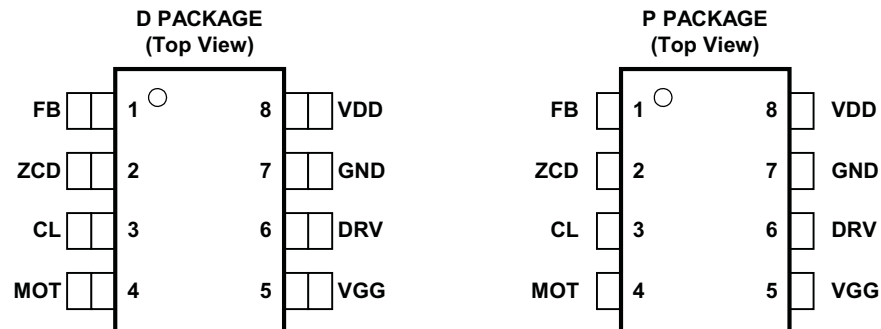 D PACKAGE
(Top View)
FB 1 8 VDD
ZCD 2 7 GND
CL 3 6 DRV
MOT 4 5 VGG
P PACKAGE
(Top View)
FB 1 8 VDD
ZCD 2 7 GND
CL 3 6 DRV
MOT 4 5 VGG